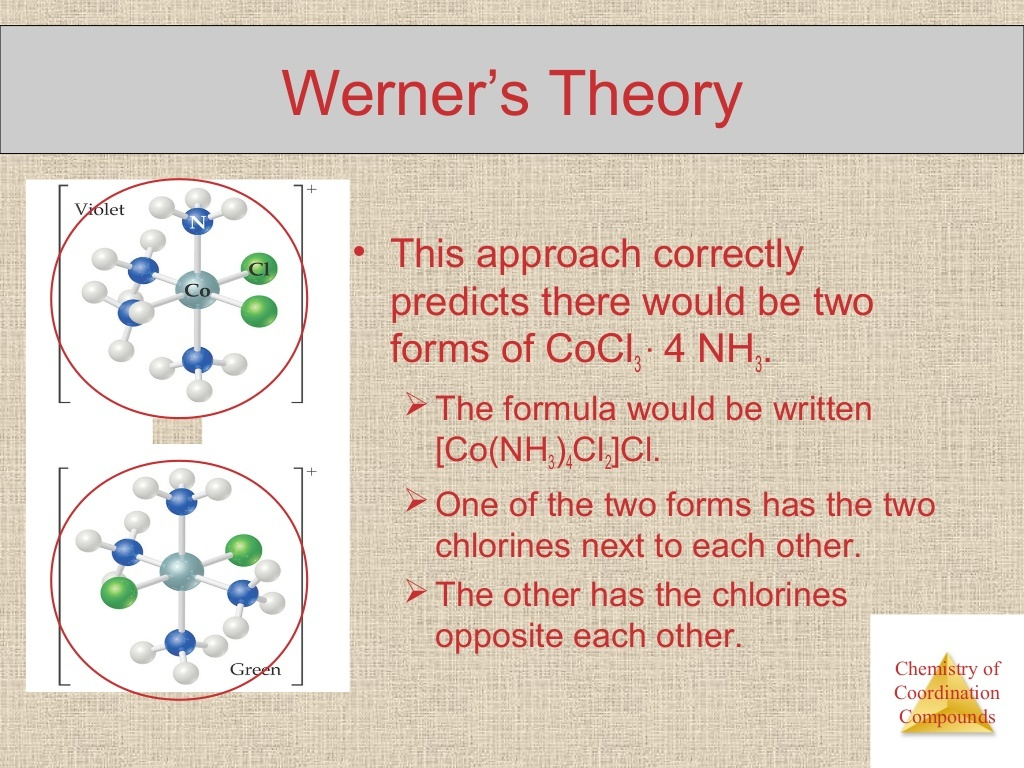 Werner’s Theory
Violet
+
N
Cl
Co
+
Green
• This approach correctly
predicts there would be two
forms of CoCl₃ · 4 NH₃.
➢ The formula would be written
[Co(NH₃)₄Cl₂]Cl.
➢ One of the two forms has the two
chlorines next to each other.
➢ The other has the chlorines
opposite each other.
Chemistry of
Coordination
Compounds